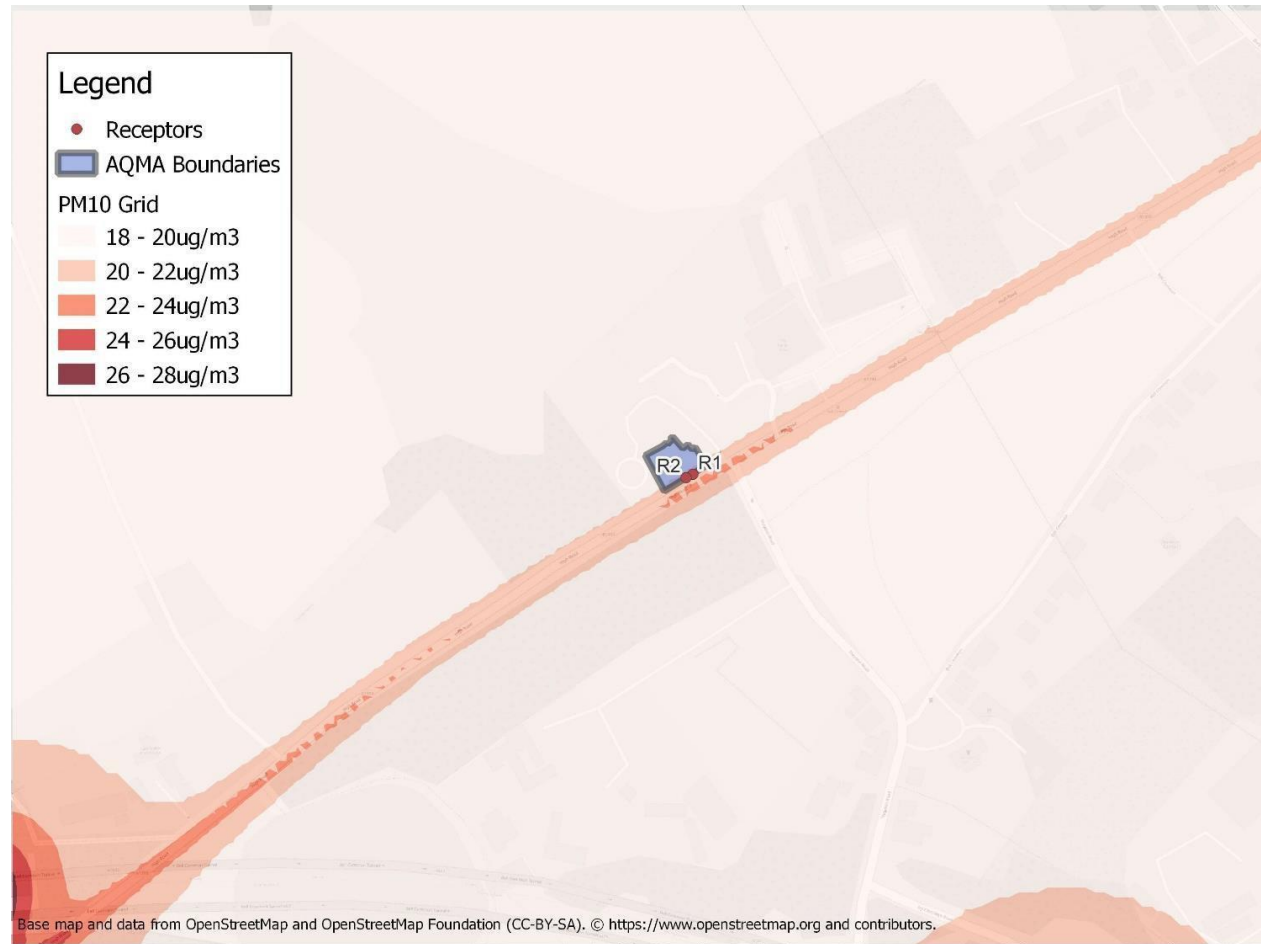 Legend
Receptors
AQMA Boundaries
PM10 Grid
18 - 20ug/m3
20 - 22ug/m3
22 - 24ug/m3
24 - 26ug/m3
26 - 28ug/m3
R2 R1
Base map and data from OpenStreetMap and OpenStreetMap Foundation (CC-BY-SA). © https://www.openstreetmap.org and contributors.